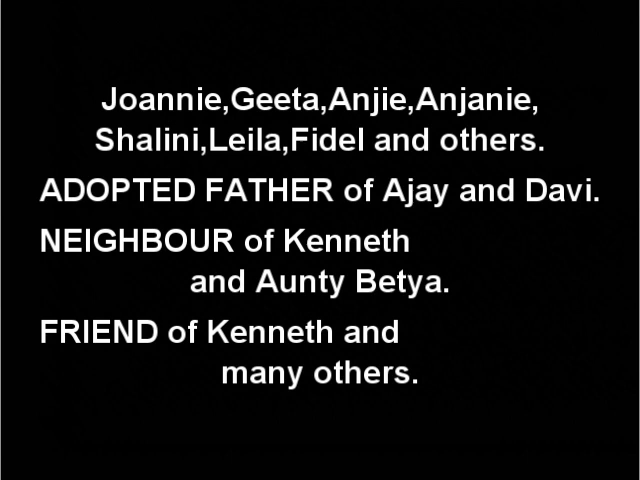 Joannie,Geeta,Anjie,Anjanie,
Shalini,Leila,Fidel and others.
ADOPTED FATHER of Ajay and Davi.
NEIGHBOUR of Kenneth
and Aunty Betya.
FRIEND of Kenneth and
many others.